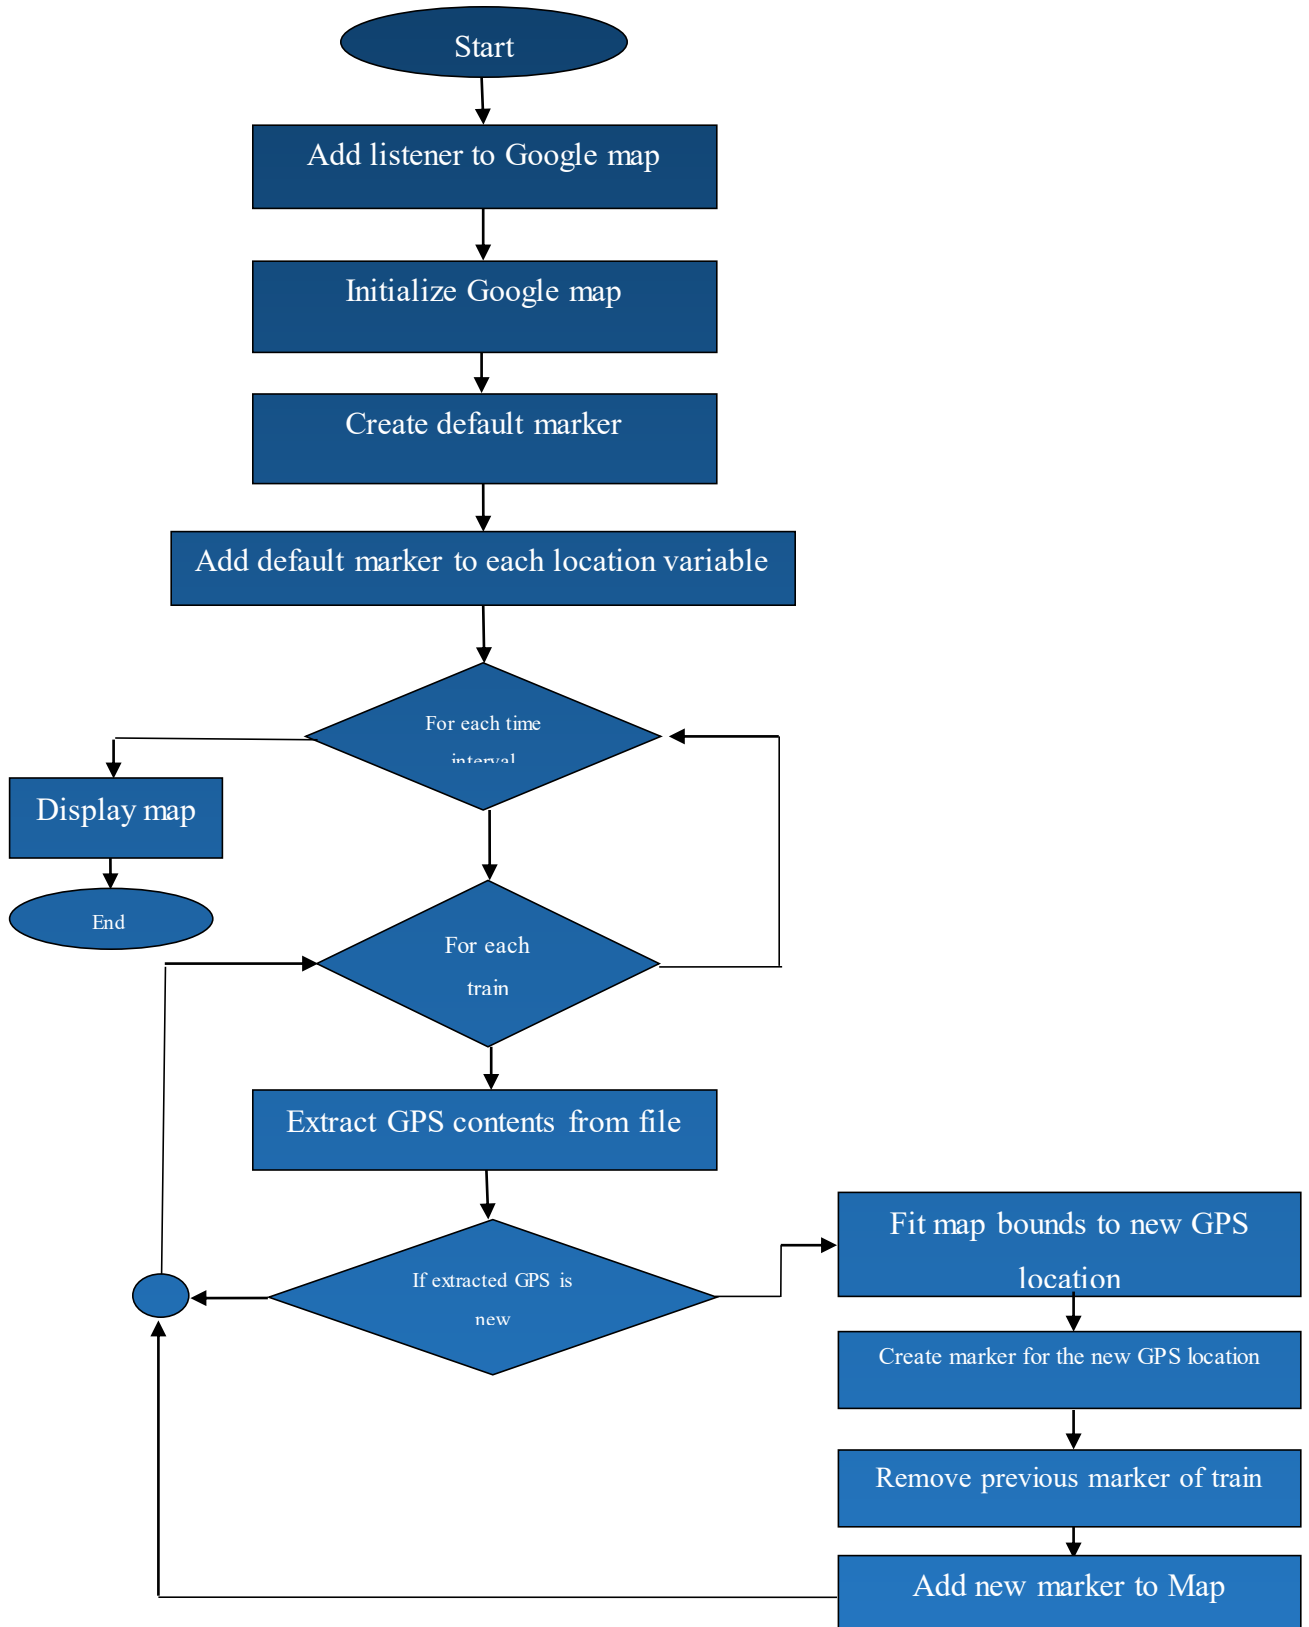 Start
Add listener to Google map
Initialize Google map
Create default marker
Add default marker to each location variable
For each time
interval
Display map
End
For each
train
Extract GPS contents from file
If extracted GPS is
new
Fit map bounds to new GPS
location
Create marker for the new GPS location
Remove previous marker of train
Add new marker to Map